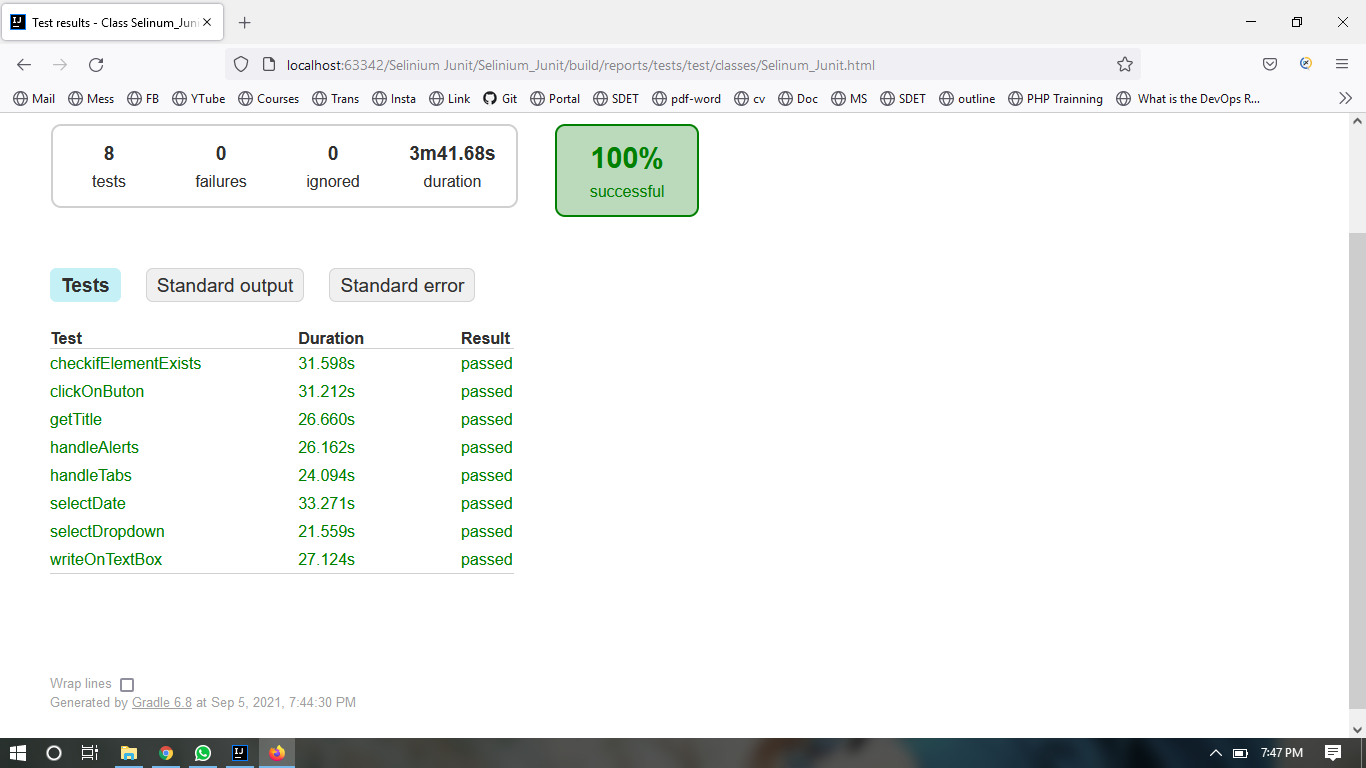 Test results - Class Selinum_Juni
localhost:63342/Selinium Junit/Selinium_Junit/build/reports/tests/test/classes/Selinum_Junit.html
Mail Mess FB YTube Courses Trans Insta Link Git Portal SDET pdf-word cv Doc MS SDET outline PHP Trainning What is the DevOps R...
8 0 0 3m41.68s 100%
tests failures ignored duration successful
Tests Standard output Standard error
Test Duration Result
checkifElementExists 31.598s passed
clickOnButon 31.212s passed
getTitle 26.660s passed
handleAlerts 26.162s passed
handleTabs 24.094s passed
selectDate 33.271s passed
selectDropdown 21.559s passed
writeOnTextBox 27.124s passed
Wrap lines
Generated by Gradle 6.8 at Sep 5, 2021, 7:44:30 PM
7:47 PM